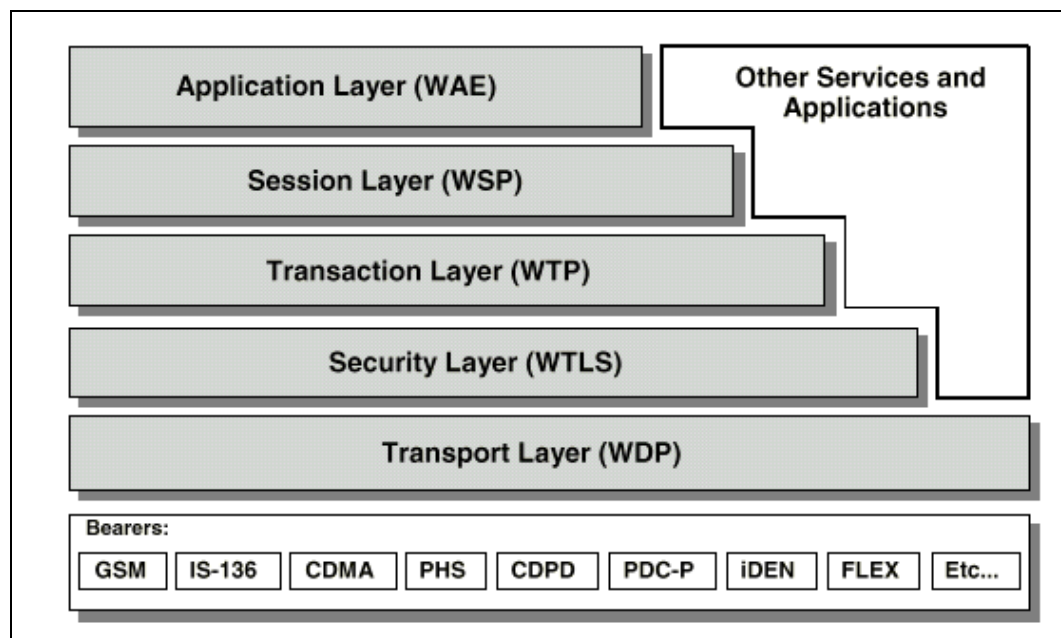 Application Layer (WAE)
Other Services and
Applications
Session Layer (WSP)
Transaction Layer (WTP)
Security Layer (WTLS)
Transport Layer (WDP)
Bearers:
GSM IS-136 CDMA PHS CDPD PDC-P iDEN FLEX Etc...